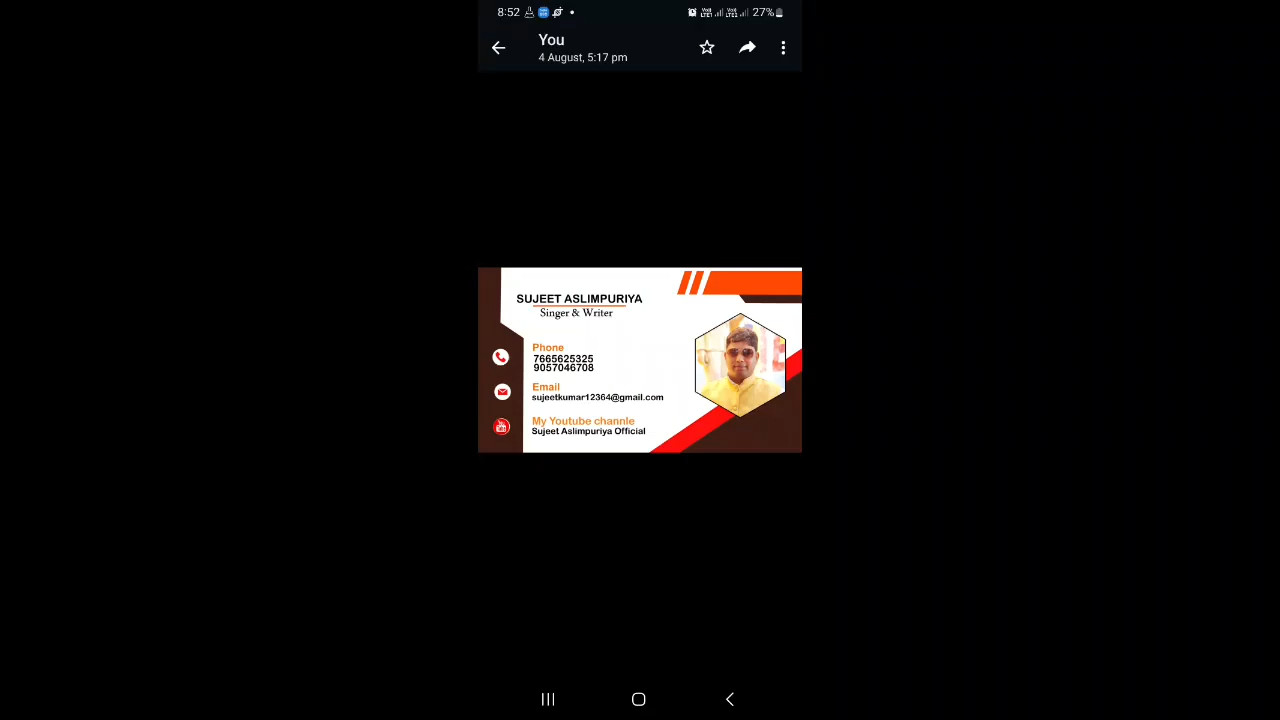 8:52
27%
You
4 August, 5:17 pm
SUJEET ASLIMPURIYA
Singer & Writer
Phone
7665625325
9057046708
Email
sujeetkumar12364@gmail.com
My Youtube channle
Sujeet Aslimpuriya Official